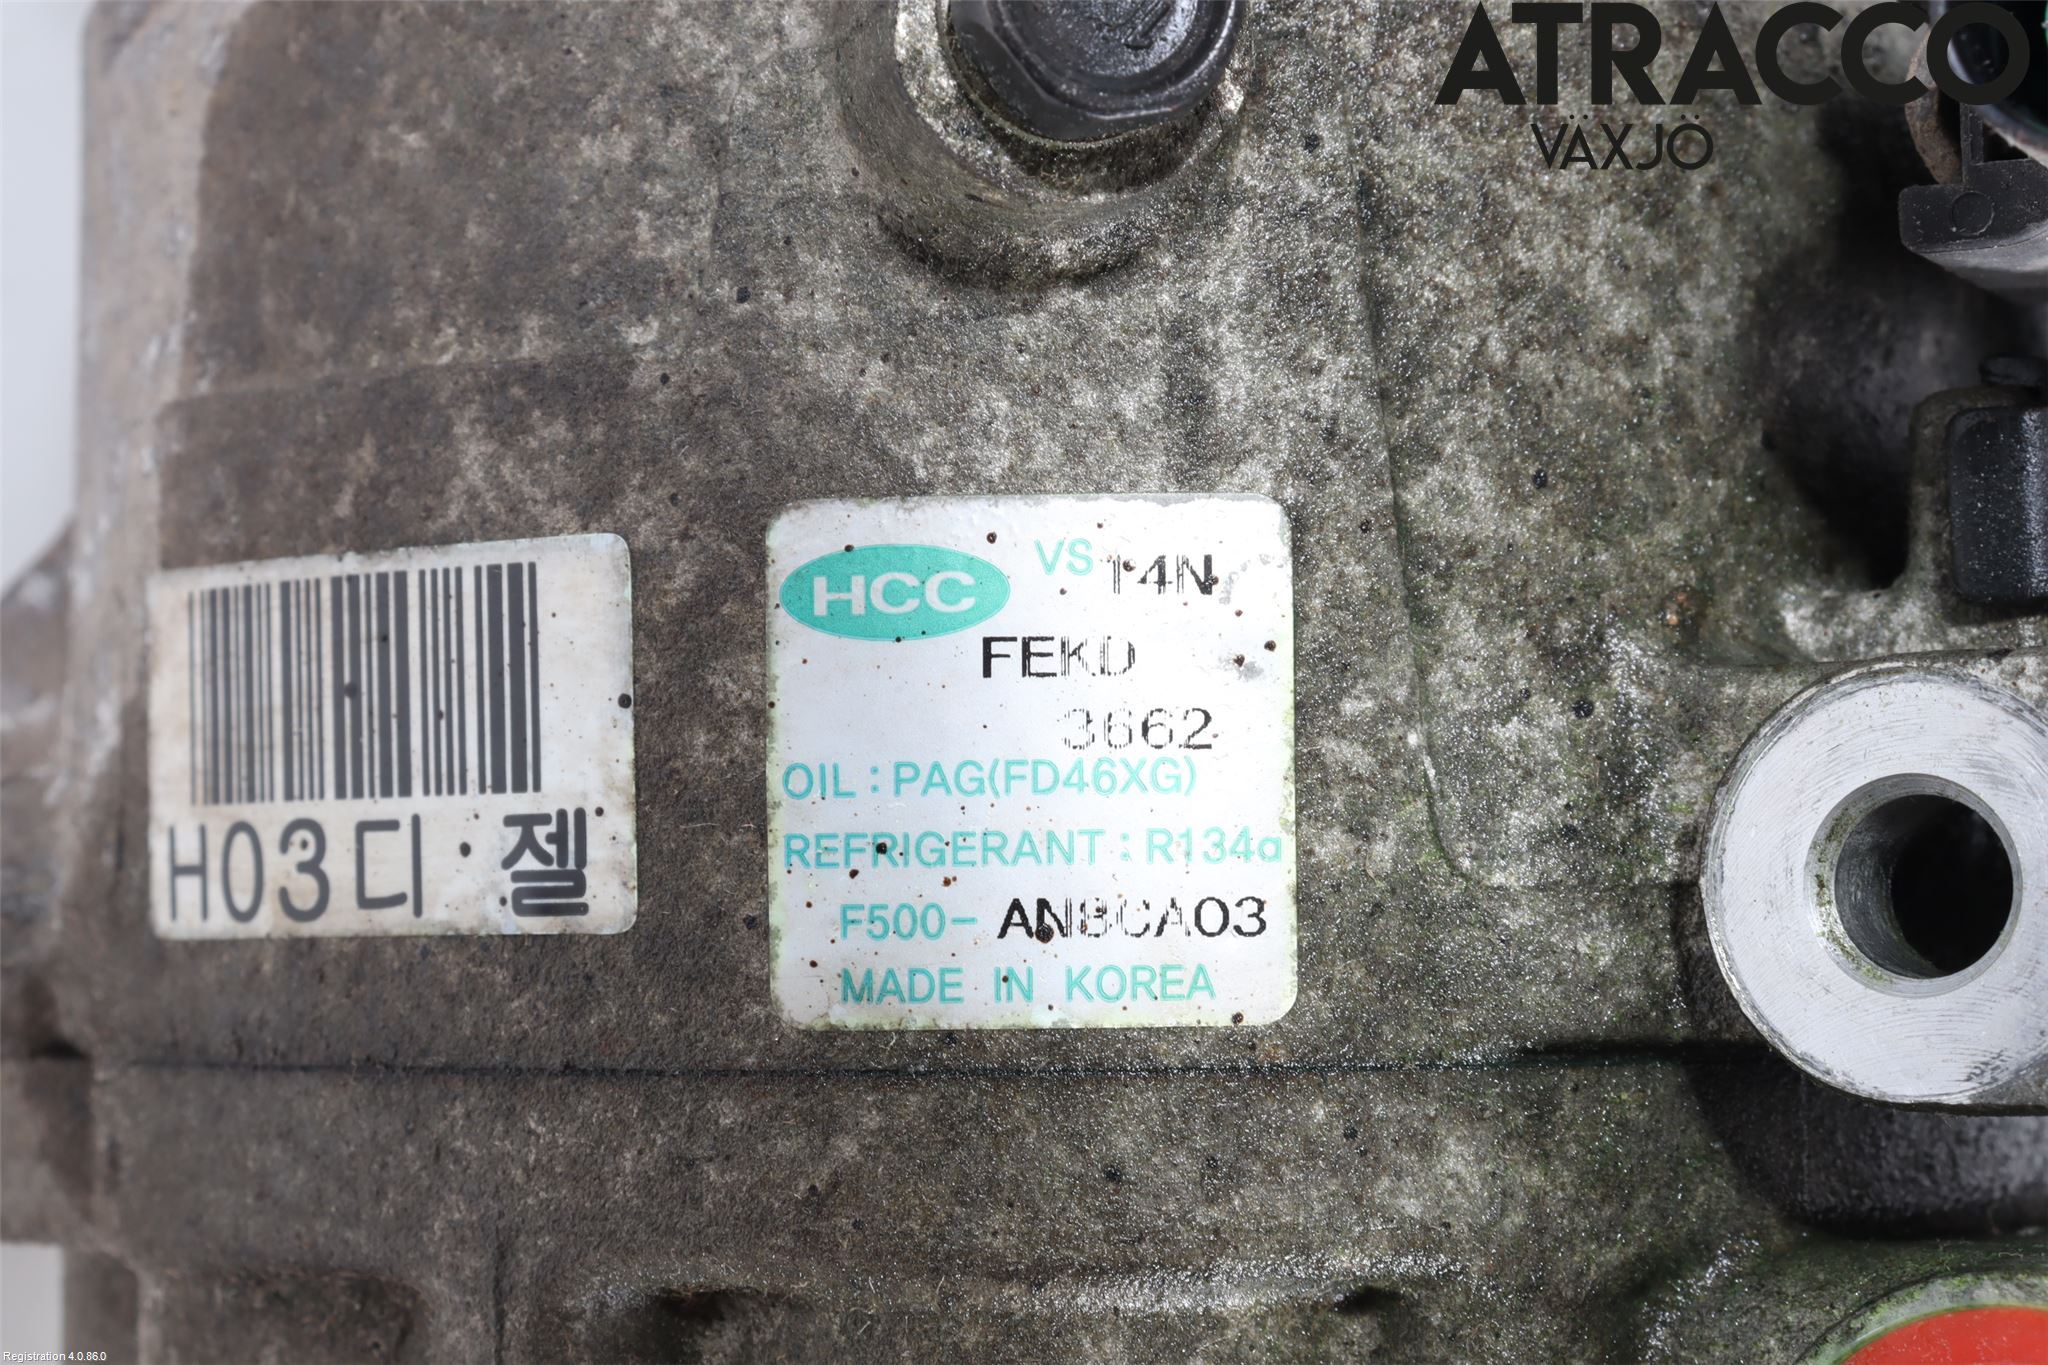 ATRACCO
VÄXJÖ
HCC VS 14N
FEKD
3662
OIL : PAG(FD46XG)
REFRIGERANT : R134a
F500- AN8CA03
MADE IN KOREA
H03디젤
Registration 4.0.86.0